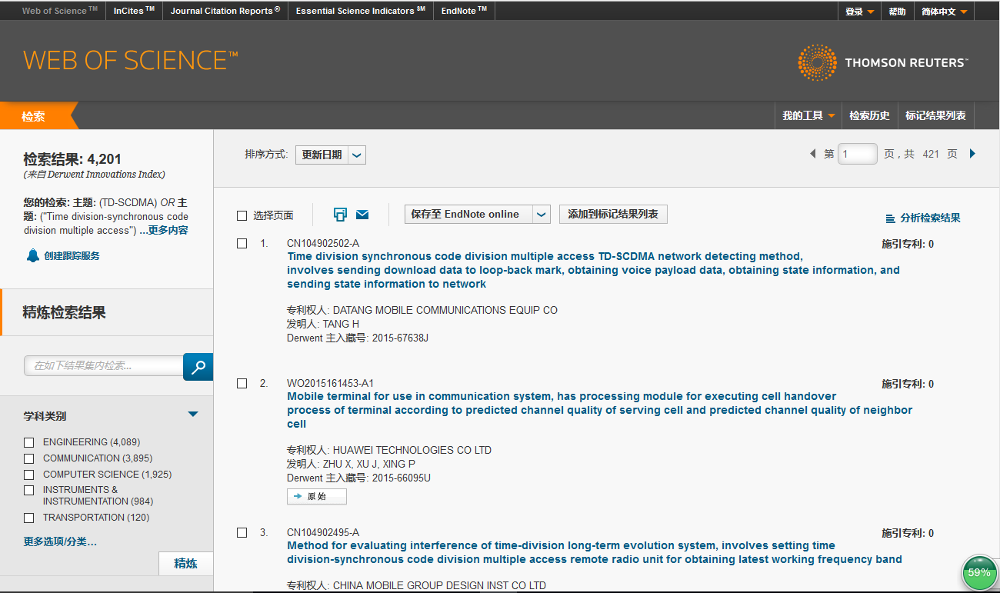 Web of Science™ InCites™ Journal Citation Reports® Essential Science Indicators℠ EndNote™ 登录 帮助 简体中文
WEB OF SCIENCE™
THOMSON REUTERS™
检索 我的工具 检索历史 标记结果列表
检索结果: 4,201
(来自 Derwent Innovations Index)
您的检索: 主题: (TD-SCDMA) OR 主
题: ("Time division-synchronous code
division multiple access") ...更多内容
创建跟踪服务
精炼检索结果
在如下结果集内检索...
学科类别
ENGINEERING (4,089)
COMMUNICATION (3,895)
COMPUTER SCIENCE (1,925)
INSTRUMENTS &
INSTRUMENTATION (984)
TRANSPORTATION (120)
更多选项/分类...
精炼
排序方式: 更新日期 第 1 页，共 421 页
选择页面 保存至 EndNote online 添加到标记结果列表
分析检索结果
1. CN104902502-A 施引专利: 0
Time division synchronous code division multiple access TD-SCDMA network detecting method,
involves sending download data to loop-back mark, obtaining voice payload data, obtaining state information, and
sending state information to network
专利权人: DATANG MOBILE COMMUNICATIONS EQUIP CO
发明人: TANG H
Derwent 主入藏号: 2015-67638J
2. WO2015161453-A1 施引专利: 0
Mobile terminal for use in communication system, has processing module for executing cell handover
process of terminal according to predicted channel quality of serving cell and predicted channel quality of neighbor
cell
专利权人: HUAWEI TECHNOLOGIES CO LTD
发明人: ZHU X, XU J, XING P
Derwent 主入藏号: 2015-66095U
原始
3. CN104902495-A 施引专利: 0
Method for evaluating interference of time-division long-term evolution system, involves setting time
division-synchronous code division multiple access remote radio unit for obtaining latest working frequency band
专利权人: CHINA MOBILE GROUP DESIGN INST CO LTD
59%